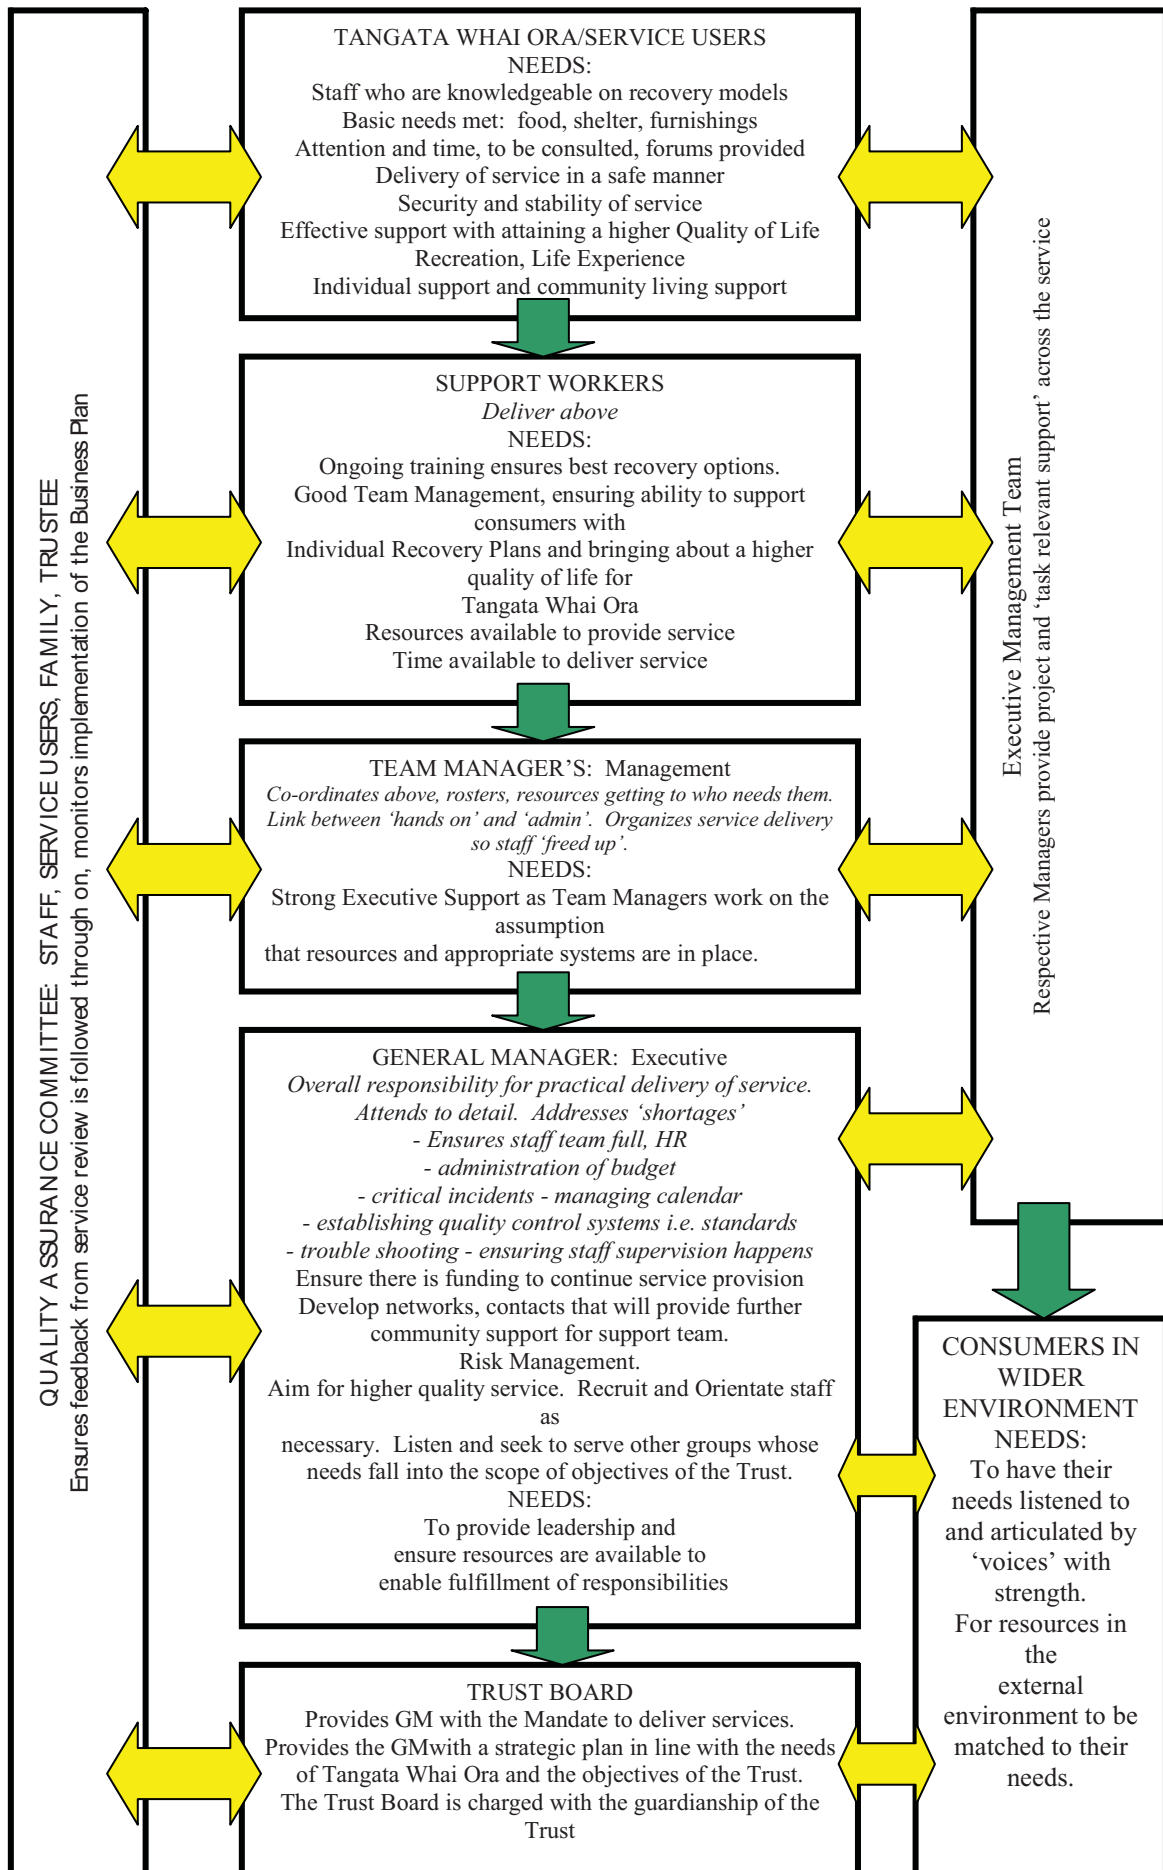 TANGATA WHAI ORA/SERVICE USERS
NEEDS:
Staff who are knowledgeable on recovery models
Basic needs met:  food, shelter, furnishings
Attention and time, to be consulted, forums provided
Delivery of service in a safe manner
Security and stability of service
Effective support with attaining a higher Quality of Life
Recreation, Life Experience
Individual support and community living support
SUPPORT WORKERS
Deliver above
NEEDS:
Ongoing training ensures best recovery options.
Good Team Management, ensuring ability to support
consumers with
Individual Recovery Plans and bringing about a higher
quality of life for
Tangata Whai Ora
Resources available to provide service
Time available to deliver service
TEAM MANAGER'S:  Management
Co-ordinates above, rosters, resources getting to who needs them.
Link between ‘hands on’ and ‘admin’.  Organizes service delivery
so staff ‘freed up’.
NEEDS:
Strong Executive Support as Team Managers work on the
assumption
that resources and appropriate systems are in place.
GENERAL MANAGER:  Executive
Overall responsibility for practical delivery of service.
Attends to detail.  Addresses ‘shortages’
- Ensures staff team full, HR
- administration of budget
- critical incidents - managing calendar
- establishing quality control systems i.e. standards
- trouble shooting - ensuring staff supervision happens
Ensure there is funding to continue service provision
Develop networks, contacts that will provide further
community support for support team.
Risk Management.
Aim for higher quality service.  Recruit and Orientate staff
as
necessary.  Listen and seek to serve other groups whose
needs fall into the scope of objectives of the Trust.
NEEDS:
To provide leadership and
ensure resources are available to
enable fulfillment of responsibilities
TRUST BOARD
Provides GM with the Mandate to deliver services.
Provides the GMwith a strategic plan in line with the needs
of Tangata Whai Ora and the objectives of the Trust.
The Trust Board is charged with the guardianship of the
Trust
QUALITY ASSURANCE COMMITTEE:  STAFF, SERVICE USERS, FAMILY, TRUSTEE
Ensures feedback from service review is followed through on, monitors implementation of the Business Plan
Executive Management Team
Respective Managers provide project and ‘task relevant support’ across the service
CONSUMERS IN
WIDER
ENVIRONMENT
NEEDS:
To have their
needs listened to
and articulated by
‘voices’ with
strength.
For resources in
the
external
environment to be
matched to their
needs.